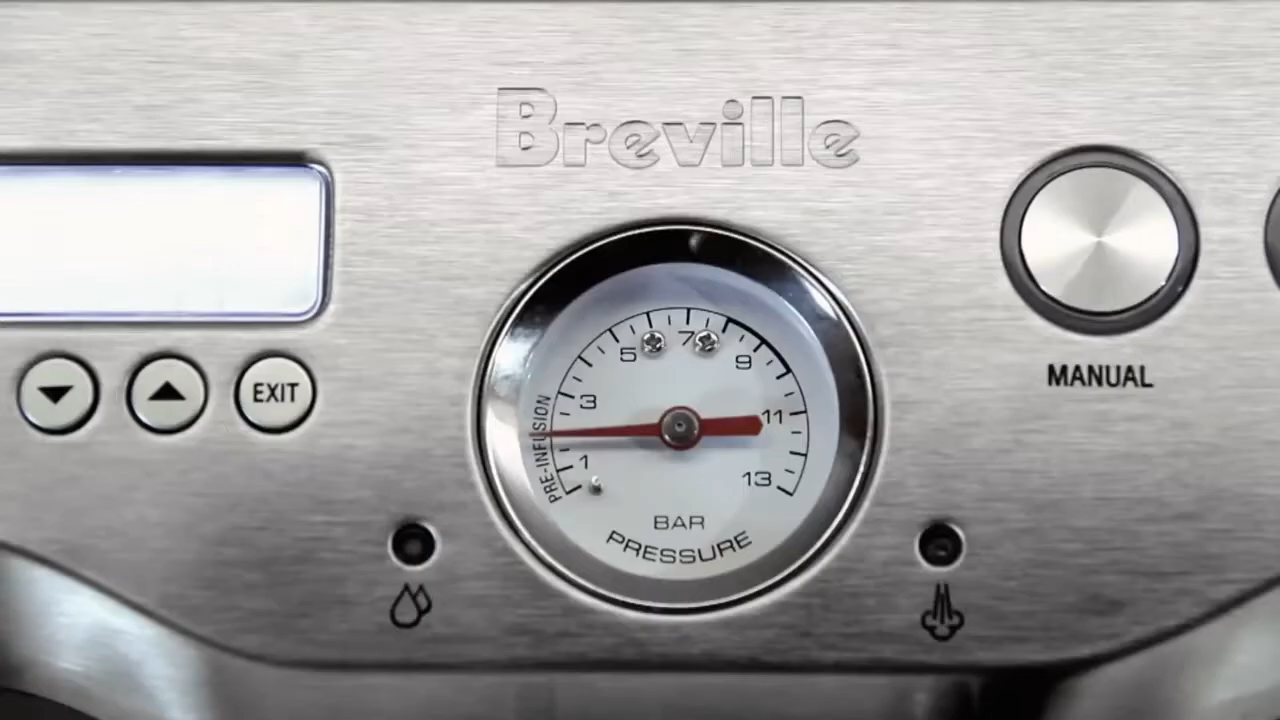 Breville
EXIT
MANUAL
PRE-INFUSION
1
3
5
7
9
11
13
BAR
PRESSURE